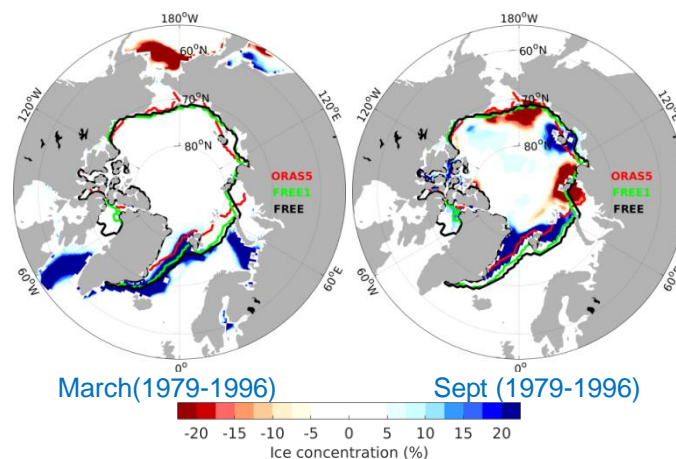 180°W
60°N
70°N
80°N
120°W
120°E
60°W
60°E
0°
ORAS5
FREE1
FREE
180°W
60°N
70°N
80°N
120°W
120°E
60°W
60°E
0°
ORAS5
FREE1
FREE
March(1979-1996)
Sept (1979-1996)
-20 -15 -10 -5 0 5 10 15 20
Ice concentration (%)